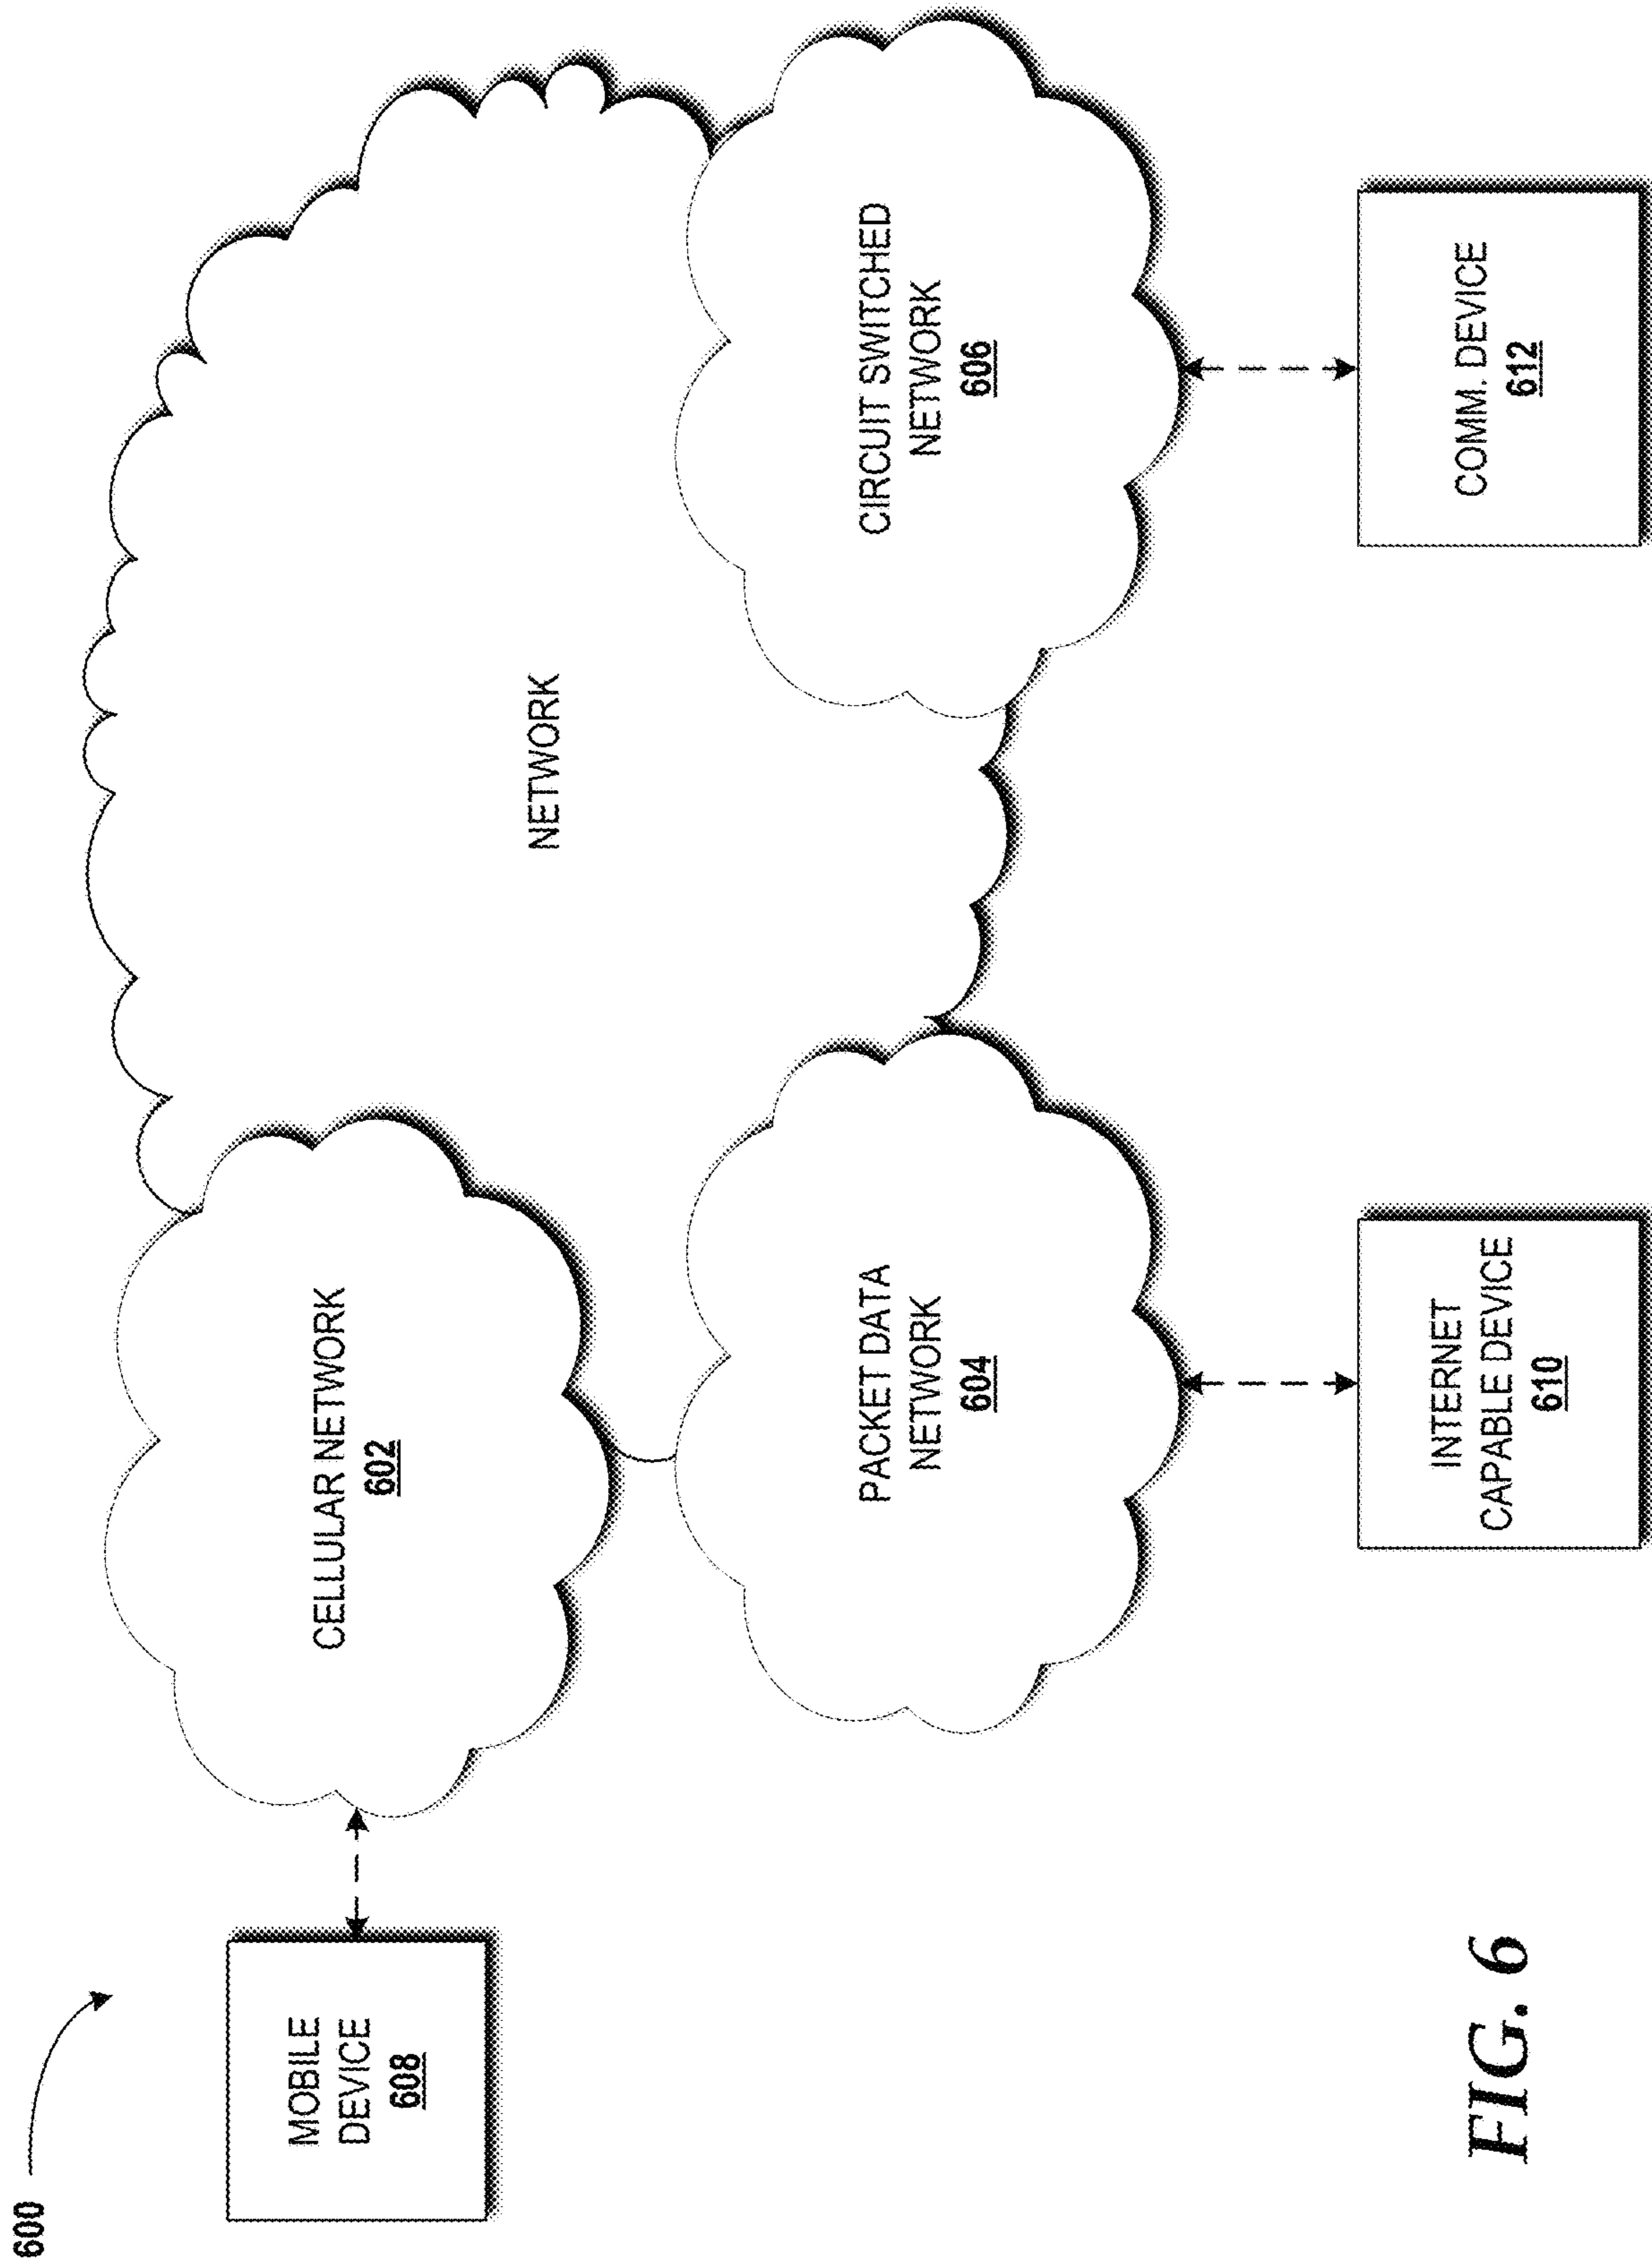 600
MOBILE
DEVICE
608
CELLULAR NETWORK
602
NETWORK
PACKET DATA
NETWORK
604
CIRCUIT SWITCHED
NETWORK
606
INTERNET
CAPABLE DEVICE
610
COMM. DEVICE
612
FIG. 6